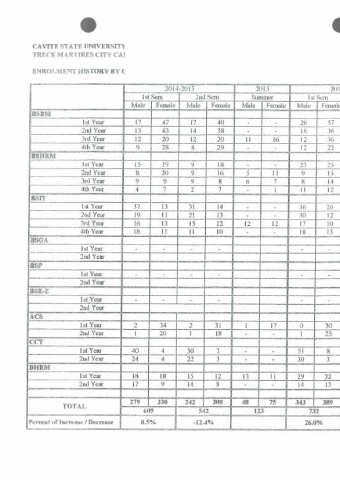 CAVITE STATE UNIVERSITY
TRECE MARTIRES CITY CA
ENROLMENT HISTORY BY
2014-2015 2015 201
1st Sem 2nd Sem Summer 1st S
Male Female Male Female Male Female Male Female
BSBM
1st Year 17 47 17 40 - - 26 57
2nd Year 13 43 14 38 - - 16 36
3rd Year 12 20 12 20 11 16 12 36
4th Year 9 28 8 29 - - 12 22
BSHRM
1st Year 15 19 9 18 - - 23 25
2nd Year 8 20 9 16 5 11 9 13
3rd Year 9 9 9 8 6 7 8 14
4th Year 4 7 2 7 - 1 11 12
BSIT
1st Year 37 13 31 14 - - 36 26
2nd Year 19 11 21 13 - - 30 12
3rd Year 16 13 15 12 12 12 17 10
4th Year 18 11 11 10 - - 18 13
BSOA
1st Year - - - - - - - -
2nd Year
BSP
1st Year - - - - - - - -
2nd Year
BSE-E
1st Year - - - - - - - -
2nd Year
ACS
1st Year 2 34 2 31 1 17 0 30
2nd Year 1 20 1 18 - - 1 25
CCT
1st Year 40 4 30 3 - - 51 8
2nd Year 24 4 22 3 - - 30 3
DHRM
1st Year 18 18 15 12 13 11 29 32
2nd Year 17 9 14 8 - - 14 15
TOTAL 279 330 242 300 48 75 343 389
609 542 123 732
Percent of Increase / Decrease 8.5% -12.4% 26.0%